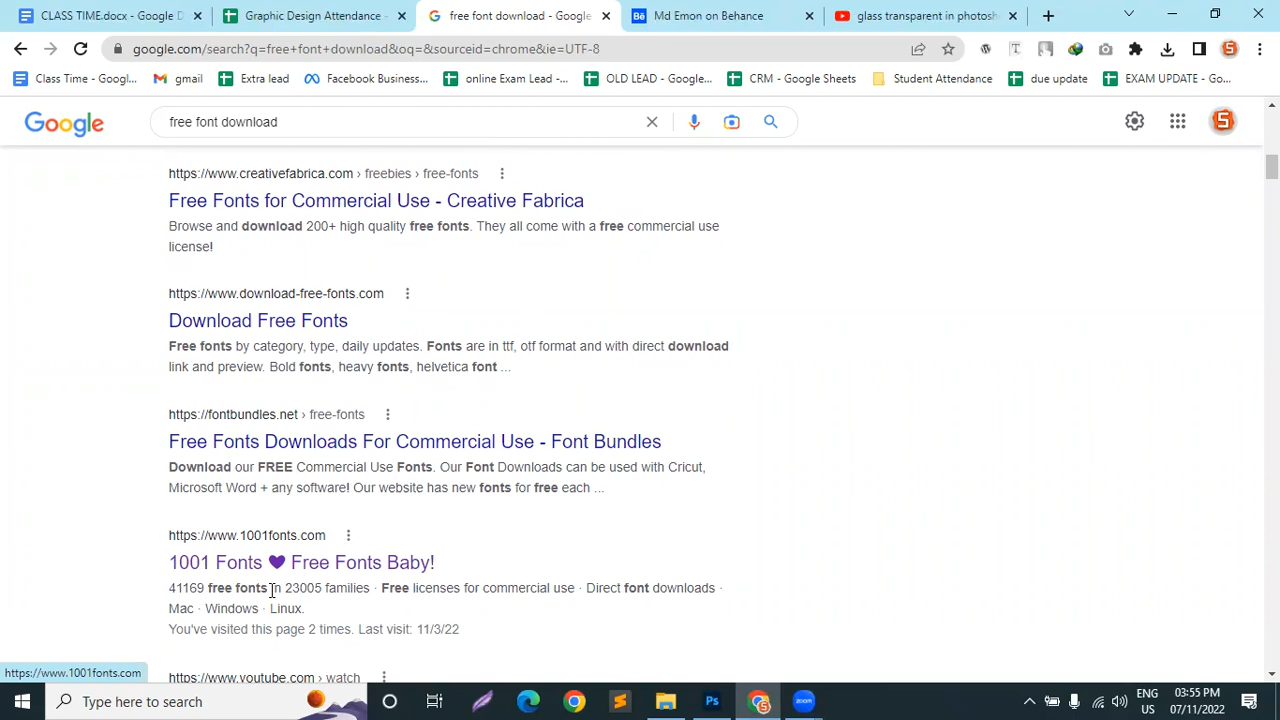 CLASS TIME.docx - Google D
Graphic Design Attendance -
free font download - Google
Md Emon on Behance
glass transparent in photosh
google.com/search?q=free+font+download&oq=&sourceid=chrome&ie=UTF-8
Class Time - Googl...
gmail
Extra lead
Facebook Business...
online Exam Lead -...
OLD LEAD - Google...
CRM - Google Sheets
Student Attendance
due update
EXAM UPDATE - Go...
Google
free font download
https://www.creativefabrica.com › freebies › free-fonts
Free Fonts for Commercial Use - Creative Fabrica
Browse and download 200+ high quality free fonts. They all come with a free commercial use
license!
https://www.download-free-fonts.com
Download Free Fonts
Free fonts by category, type, daily updates. Fonts are in ttf, otf format and with direct download
link and preview. Bold fonts, heavy fonts, helvetica font ...
https://fontbundles.net › free-fonts
Free Fonts Downloads For Commercial Use - Font Bundles
Download our FREE Commercial Use Fonts. Our Font Downloads can be used with Cricut,
Microsoft Word + any software! Our website has new fonts for free each ...
https://www.1001fonts.com
1001 Fonts ♥ Free Fonts Baby!
41169 free fonts in 23005 families · Free licenses for commercial use · Direct font downloads ·
Mac · Windows · Linux.
You've visited this page 2 times. Last visit: 11/3/22
https://www.youtube.com › watch
https://www.1001fonts.com
Type here to search
Ps
zoom
ENG
US
03:55 PM
07/11/2022